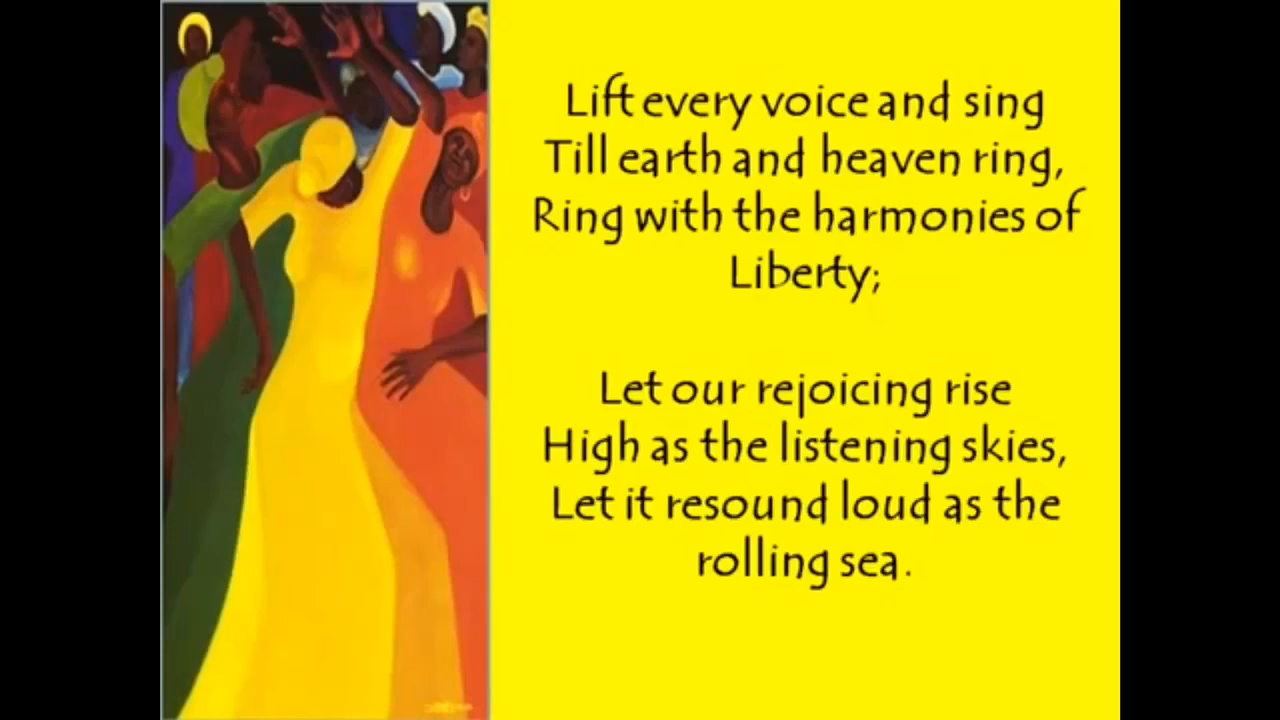 Lift every voice and sing
Till earth and heaven ring,
Ring with the harmonies of
Liberty;
Let our rejoicing rise
High as the listening skies,
Let it resound loud as the
rolling sea.